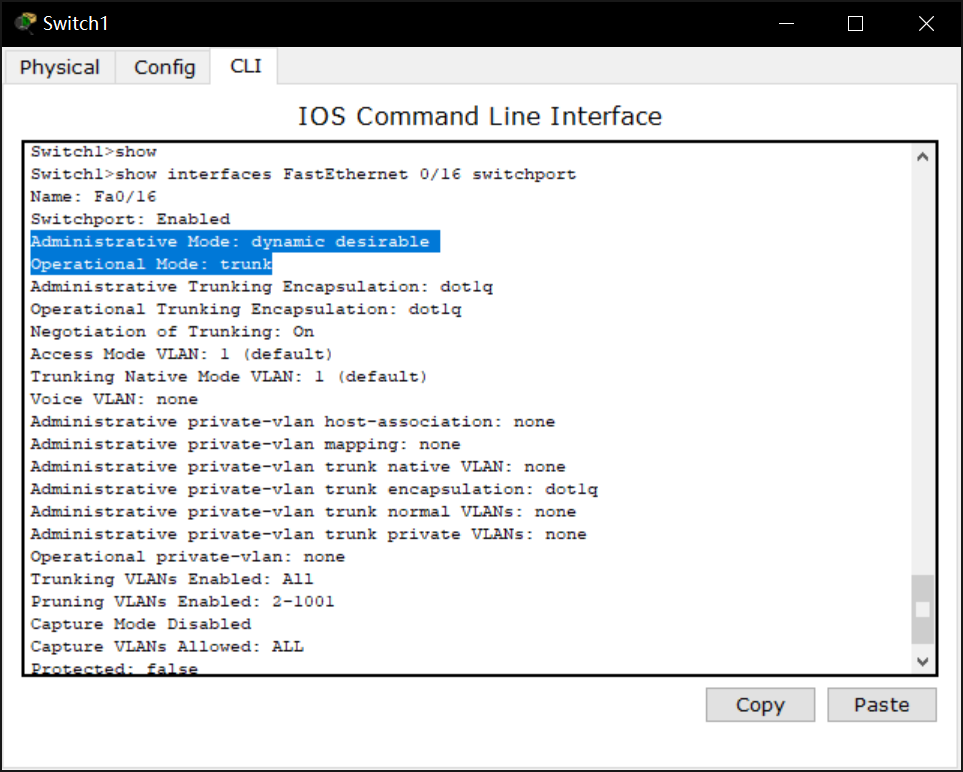 Switch1
Physical
Config
CLI
IOS Command Line Interface
Switch1>show
Switch1>show interfaces FastEthernet 0/16 switchport
Name: Fa0/16
Switchport: Enabled
Administrative Mode: dynamic desirable
Operational Mode: trunk
Administrative Trunking Encapsulation: dot1q
Operational Trunking Encapsulation: dot1q
Negotiation of Trunking: On
Access Mode VLAN: 1 (default)
Trunking Native Mode VLAN: 1 (default)
Voice VLAN: none
Administrative private-vlan host-association: none
Administrative private-vlan mapping: none
Administrative private-vlan trunk native VLAN: none
Administrative private-vlan trunk encapsulation: dot1q
Administrative private-vlan trunk normal VLANs: none
Administrative private-vlan trunk private VLANs: none
Operational private-vlan: none
Trunking VLANs Enabled: All
Pruning VLANs Enabled: 2-1001
Capture Mode Disabled
Capture VLANs Allowed: ALL
Protected: false
Copy
Paste